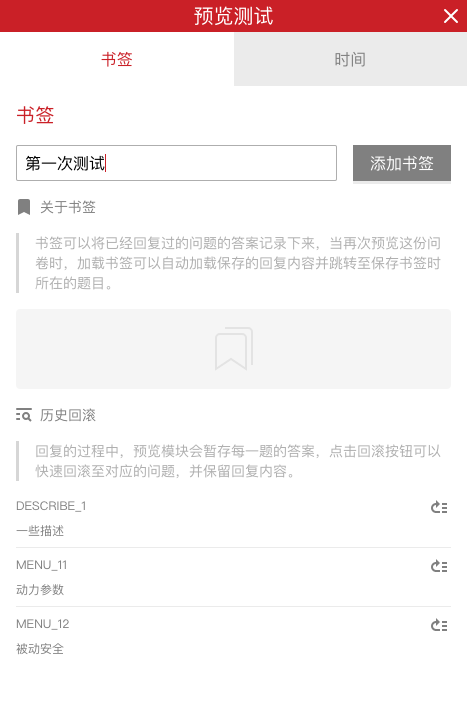 预览测试
书签
时间
书签
第一次测试
添加书签
关于书签
书签可以将已经回复过的问题的答案记录下来，当再次预览这份问
卷时，加载书签可以自动加载保存的回复内容并跳转至保存书签时
所在的题目。
历史回滚
回复的过程中，预览模块会暂存每一题的答案，点击回滚按钮可以
快速回滚至对应的问题，并保留回复内容。
DESCRIBE_1
一些描述
MENU_11
动力参数
MENU_12
被动安全